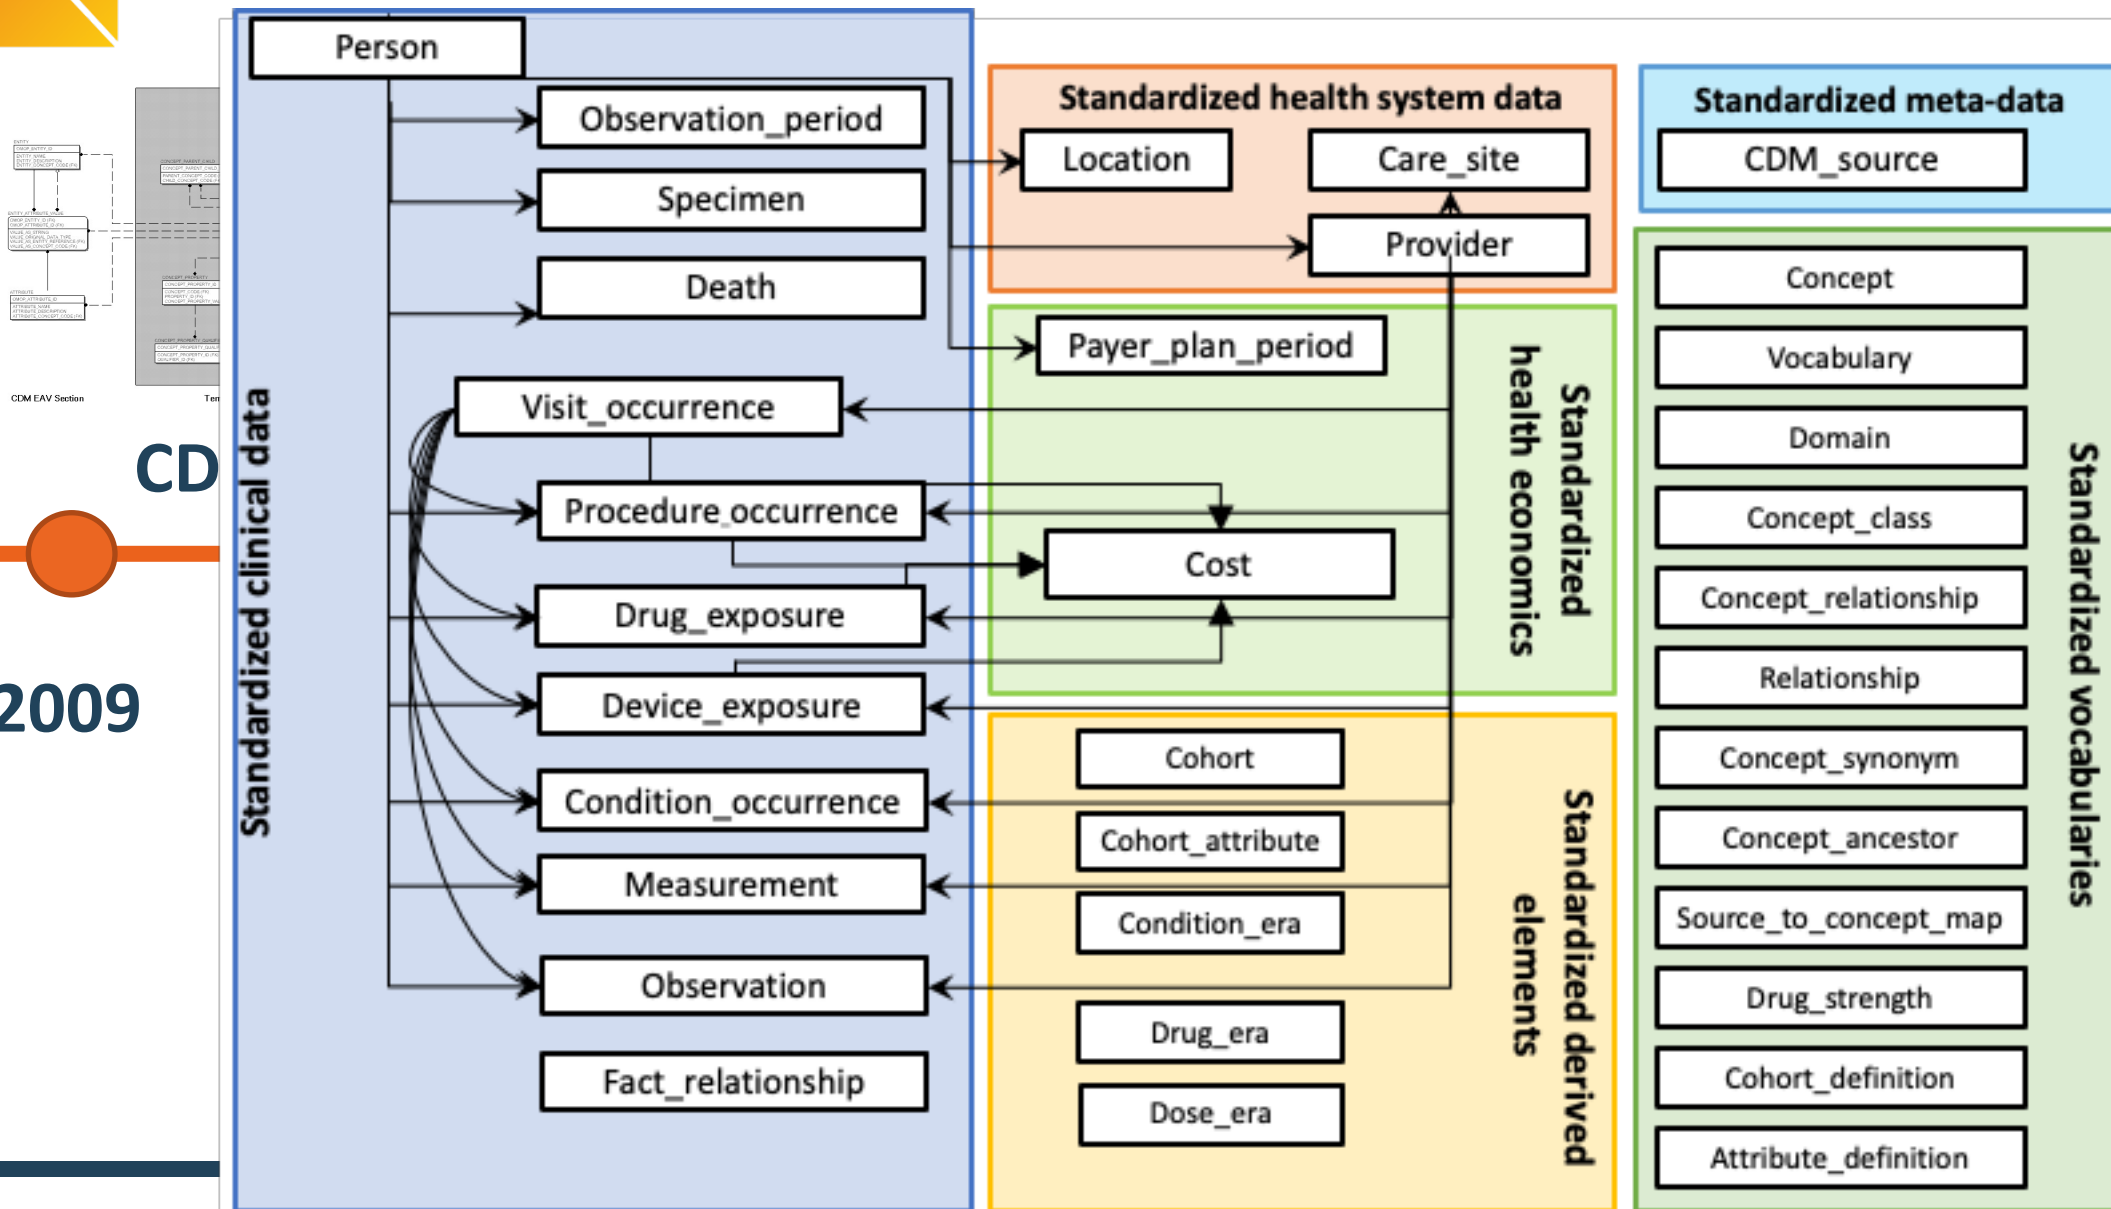 Person
Observation_period
Specimen
Death
Visit_occurrence
Procedure_occurrence
Drug_exposure
Device_exposure
Condition_occurrence
Measurement
Observation
Fact_relationship
Standardized clinical data
Standardized health system data
Location
Care_site
Provider
Payer_plan_period
Cost
Standardized
health economics
Cohort
Cohort_attribute
Condition_era
Drug_era
Dose_era
Standardized derived
elements
Standardized meta-data
CDM_source
Concept
Vocabulary
Domain
Concept_class
Concept_relationship
Relationship
Concept_synonym
Concept_ancestor
Source_to_concept_map
Drug_strength
Cohort_definition
Attribute_definition
Standardized vocabularies
CDM EAV Section
Ten
CD
2009